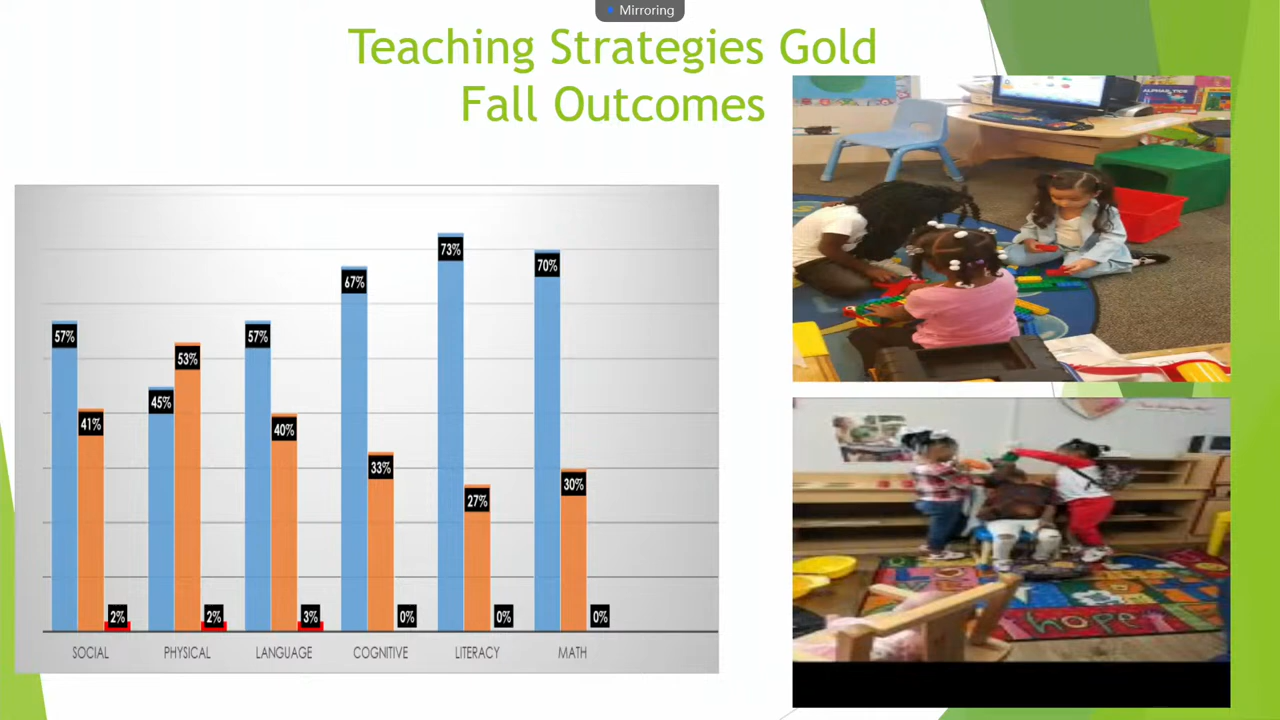 Mirroring
Teaching Strategies Gold
Fall Outcomes
57%
41%
2%
45%
53%
2%
57%
40%
3%
67%
33%
0%
73%
27%
0%
70%
30%
0%
SOCIAL
PHYSICAL
LANGUAGE
COGNITIVE
LITERACY
MATH
hope